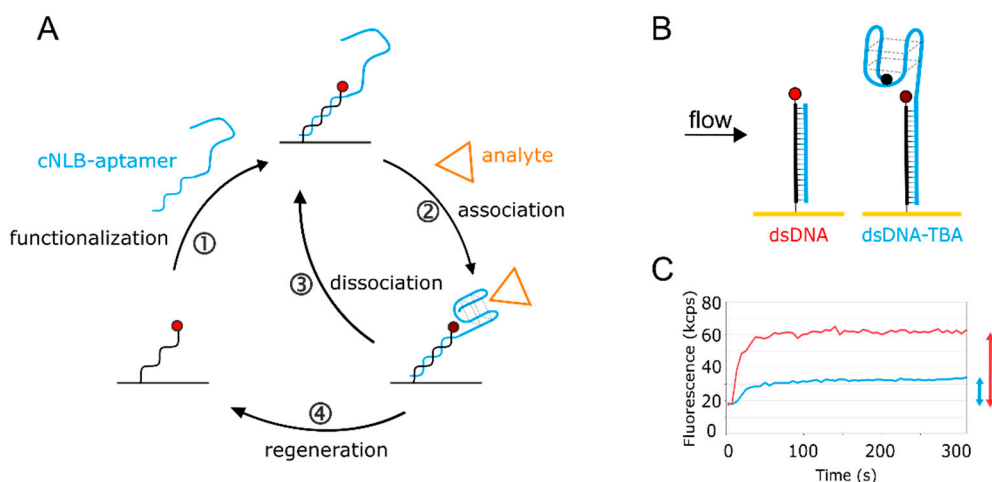 A
cNLB-aptamer
analyte
functionalization
①
②
association
③
dissociation
④
regeneration
B
flow
dsDNA
dsDNA-TBA
C
Fluorescence (kcps)
80
60
40
20
0
0
100
200
300
Time (s)